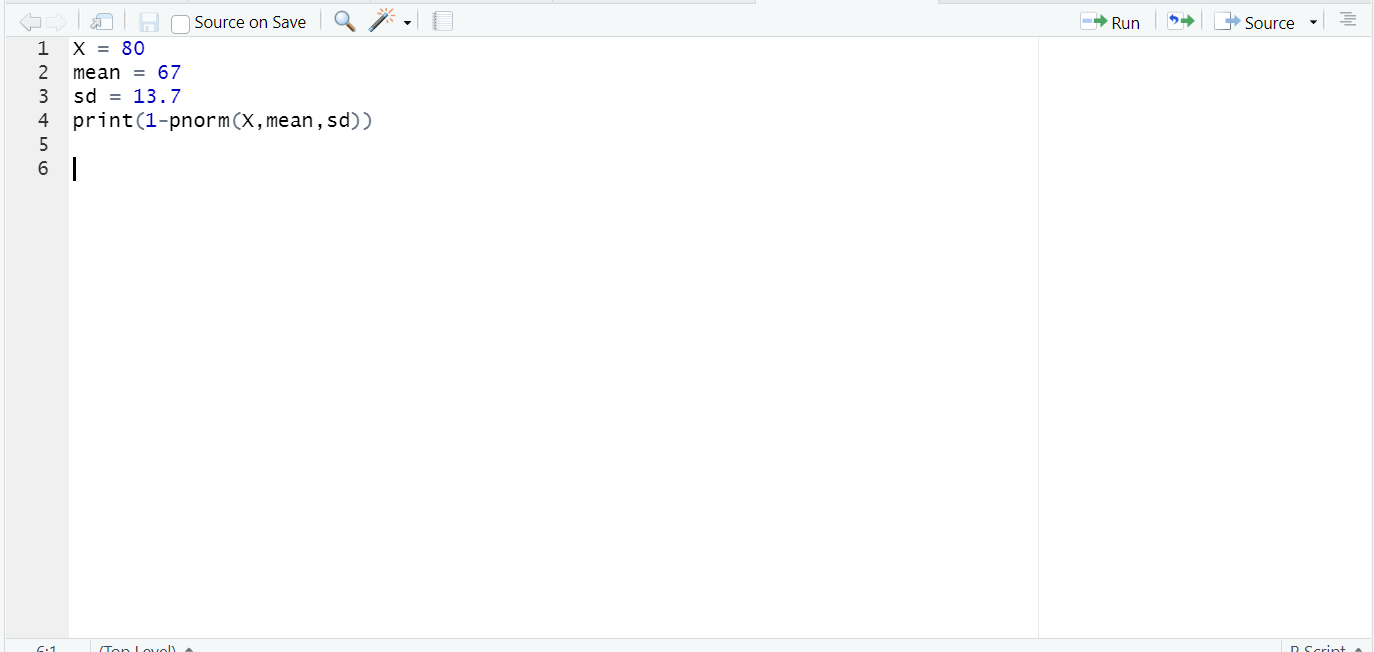 Source on Save
Run
Source
1 X = 80
2 mean = 67
3 sd = 13.7
4 print(1-pnorm(X,mean,sd))
5
6
6:1 (Top Level) R Script